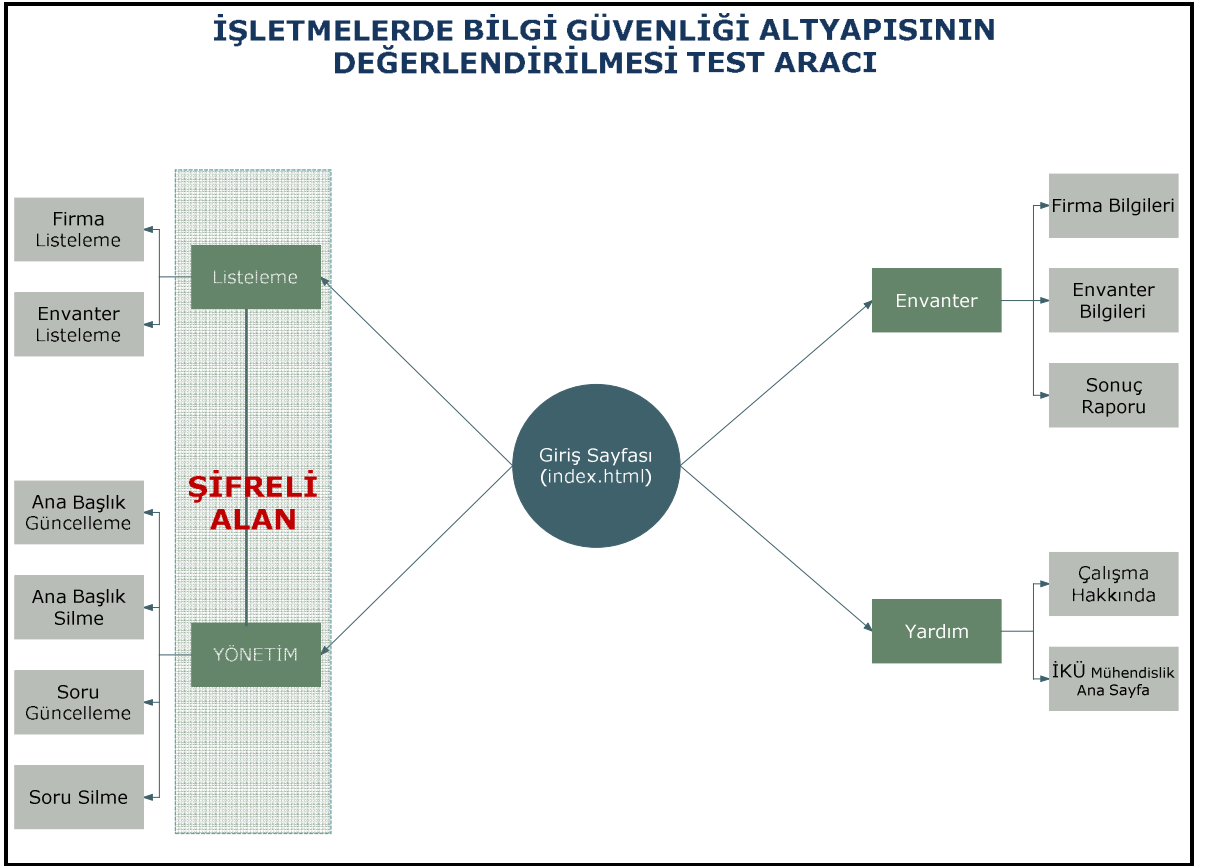 İŞLETMELERDE BİLGİ GÜVENLİĞİ ALTYAPISININ
DEĞERLENDİRİLMESİ TEST ARACI
Firma
Listeleme
Envanter
Listeleme
Ana Başlık
Güncelleme
Ana Başlık
Silme
Soru
Güncelleme
Soru Silme
Listeleme
ŞİFRELİ
ALAN
YÖNETİM
Giriş Sayfası
(index.html)
Envanter
Yardım
Firma Bilgileri
Envanter
Bilgileri
Sonuç
Raporu
Çalışma
Hakkında
İKÜ Mühendislik
Ana Sayfa